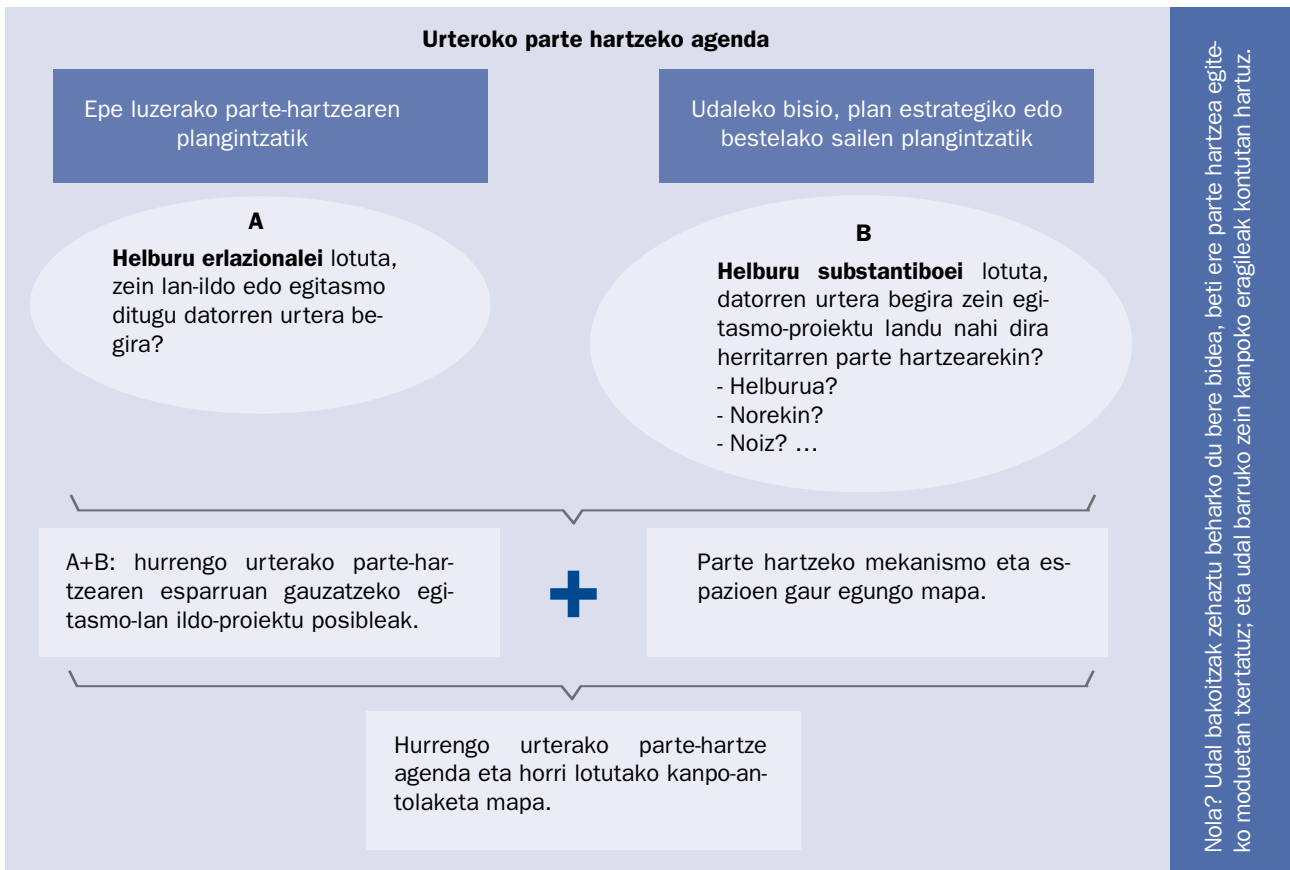 Urteroko parte hartzeko agenda
Epe luzerako parte-hartzearen
plangintzatik
Udaleko bisio, plan estrategiko edo
bestelako sailen plangintzatik
A
Helburu erlazionalei lotuta,
zein lan-ildo edo egitasmo
ditugu datorren urtera be-
gira?
B
Helburu substantiboei lotuta,
datorren urtera begira zein egi-
tasmo-proiektu landu nahi dira
herritarren parte hartzearekin?
- Helburua?
- Norekin?
- Noiz? …
A+B: hurrengo urterako parte-har-
tzearen esparruan gauzatzeko egi-
tasmo-lan ildo-proiektu posibleak.
+
Parte hartzeko mekanismo eta es-
pazioen gaur egungo mapa.
Hurrengo urterako parte-hartze
agenda eta horri lotutako kanpo-an-
tolaketa mapa.
Nola? Udal bakoitzak zehaztu beharko du bere bidea, beti ere parte hartzea egite-
ko moduetan txertatuz; eta udal barruko zein kanpoko eragileak kontutan hartuz.